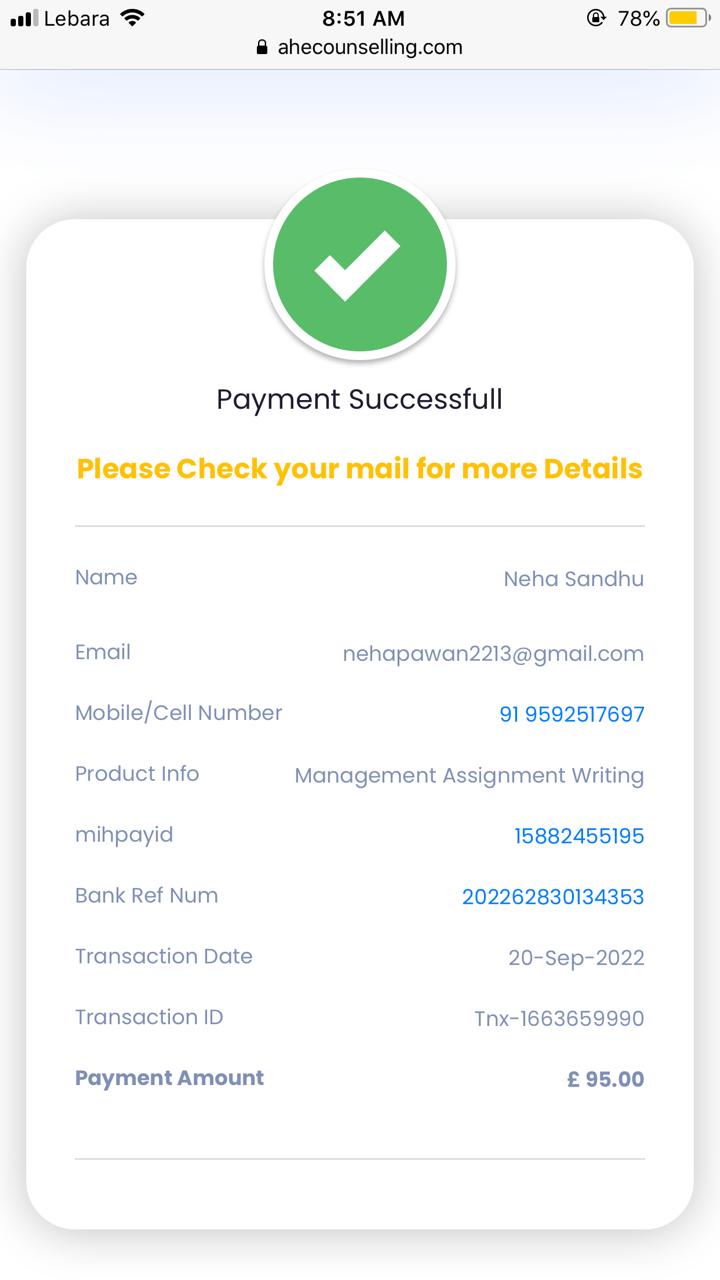 Lebara 8:51 AM 78%
ahecounselling.com
Payment Successfull
Please Check your mail for more Details
Name Neha Sandhu
Email nehapawan2213@gmail.com
Mobile/Cell Number 91 9592517697
Product Info Management Assignment Writing
mihpayid 15882455195
Bank Ref Num 202262830134353
Transaction Date 20-Sep-2022
Transaction ID Tnx-1663659990
Payment Amount £ 95.00